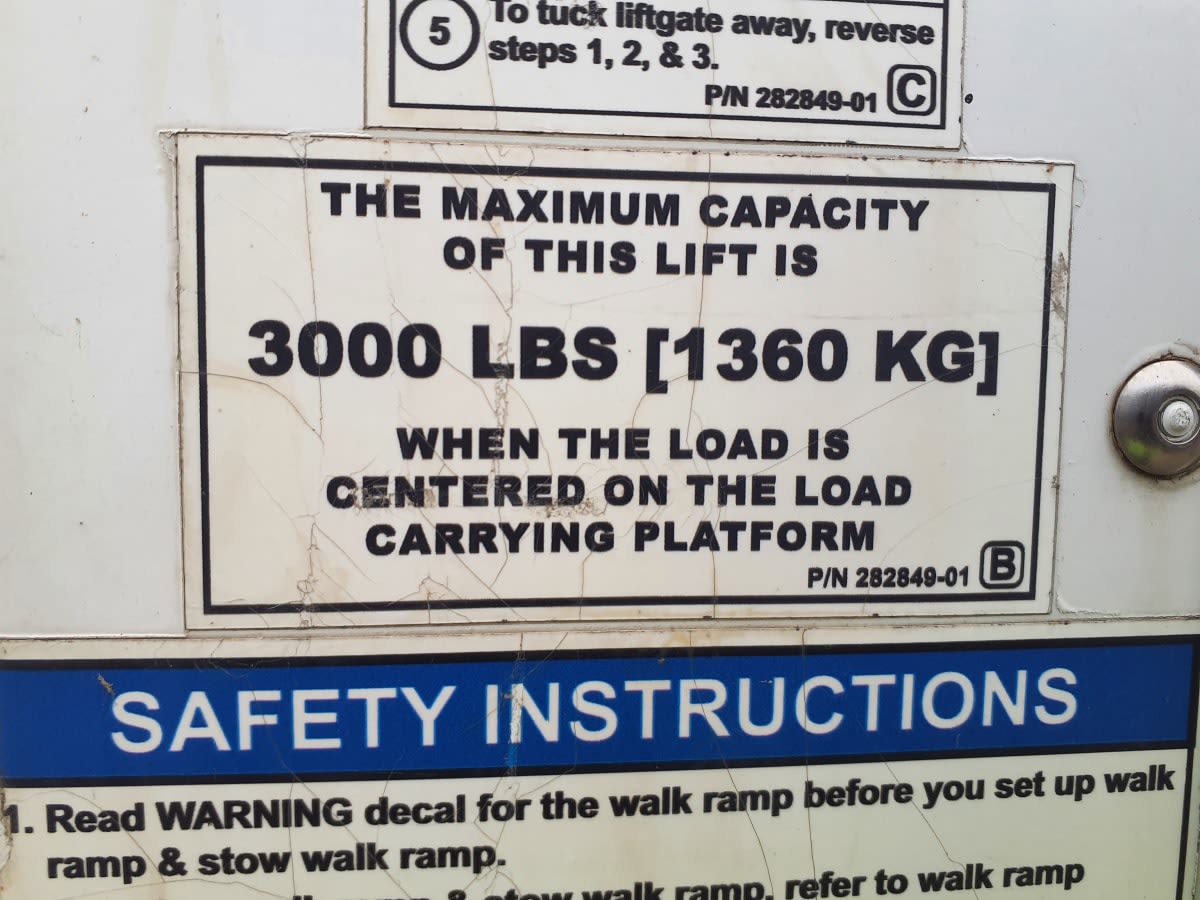 5 To tuck liftgate away, reverse
steps 1, 2, & 3.
P/N 282849-01 C
THE MAXIMUM CAPACITY
OF THIS LIFT IS
3000 LBS [1360 KG]
WHEN THE LOAD IS
CENTERED ON THE LOAD
CARRYING PLATFORM
P/N 282849-01 B
SAFETY INSTRUCTIONS
1. Read WARNING decal for the walk ramp before you set up walk
ramp & stow walk ramp.
ramp & stow walk ramp, refer to walk ramp